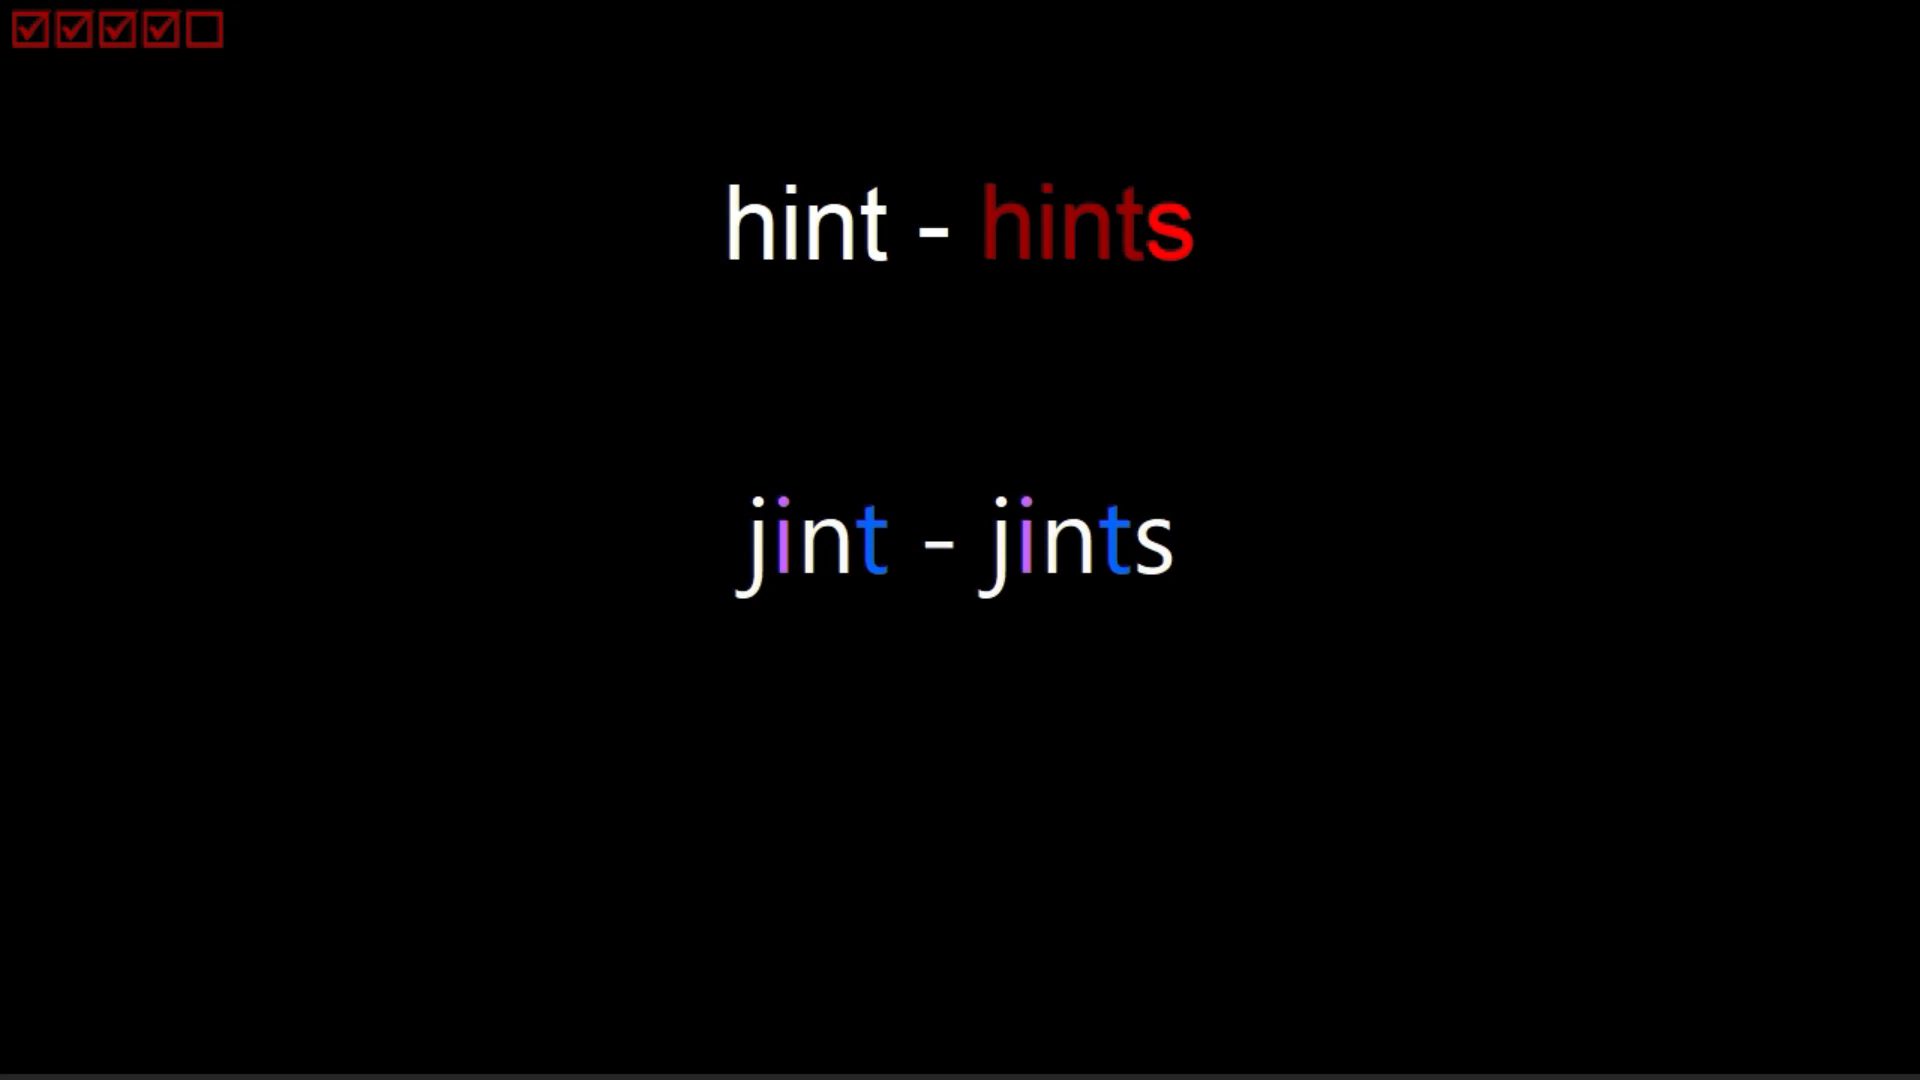 ☑☑☑☑☐
hint - hints
jint - jints